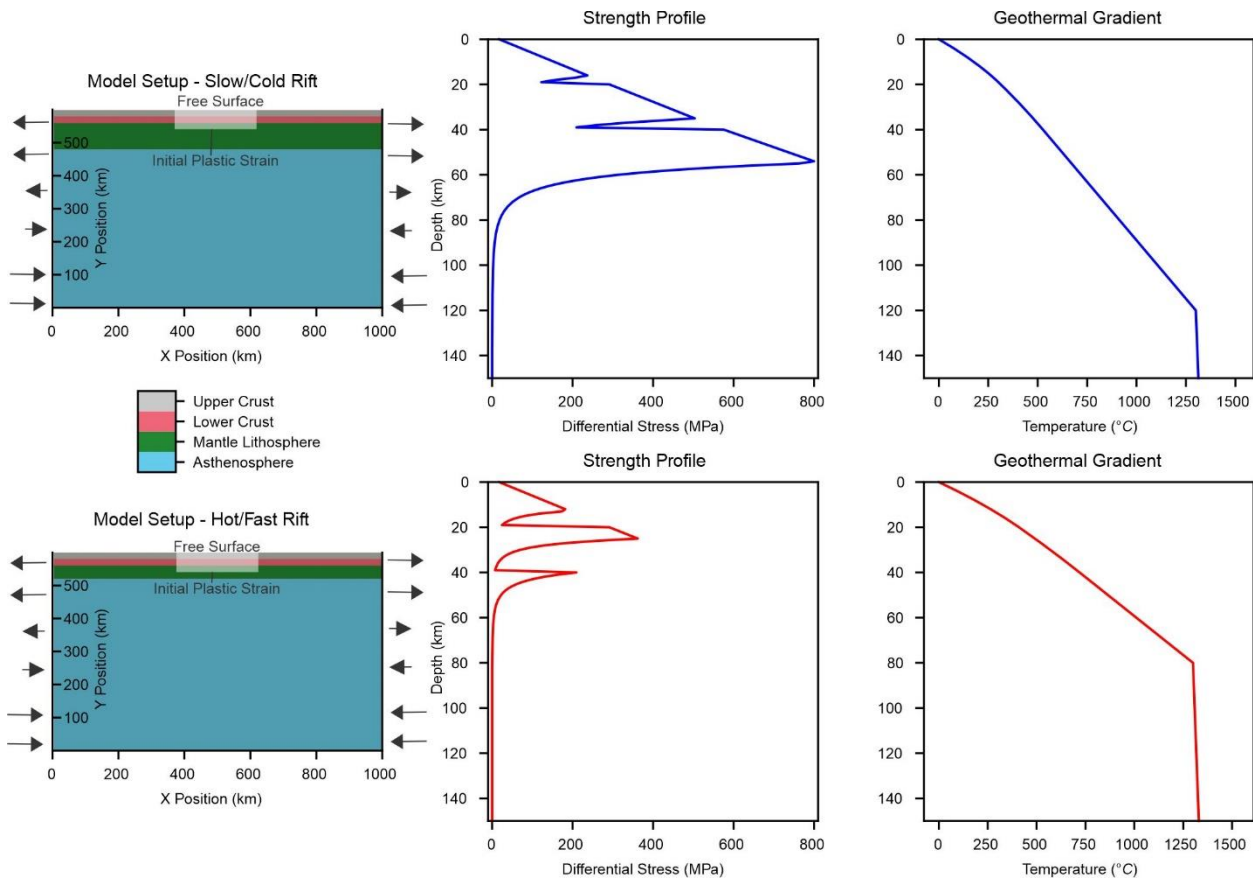 Model Setup - Slow/Cold Rift
Free Surface
Initial Plastic Strain
Y Position (km)
500
400
300
200
100
0 200 400 600 800 1000
X Position (km)
Strength Profile
Depth (km)
0
20
40
60
80
100
120
140
0 200 400 600 800
Differential Stress (MPa)
Geothermal Gradient
0
20
40
60
80
100
120
140
0 250 500 750 1000 1250 1500
Temperature (°C)
Upper Crust
Lower Crust
Mantle Lithosphere
Asthenosphere
Model Setup - Hot/Fast Rift
Free Surface
Initial Plastic Strain
Y Position (km)
500
400
300
200
100
0 200 400 600 800 1000
X Position (km)
Strength Profile
Depth (km)
0
20
40
60
80
100
120
140
0 200 400 600 800
Differential Stress (MPa)
Geothermal Gradient
0
20
40
60
80
100
120
140
0 250 500 750 1000 1250 1500
Temperature (°C)